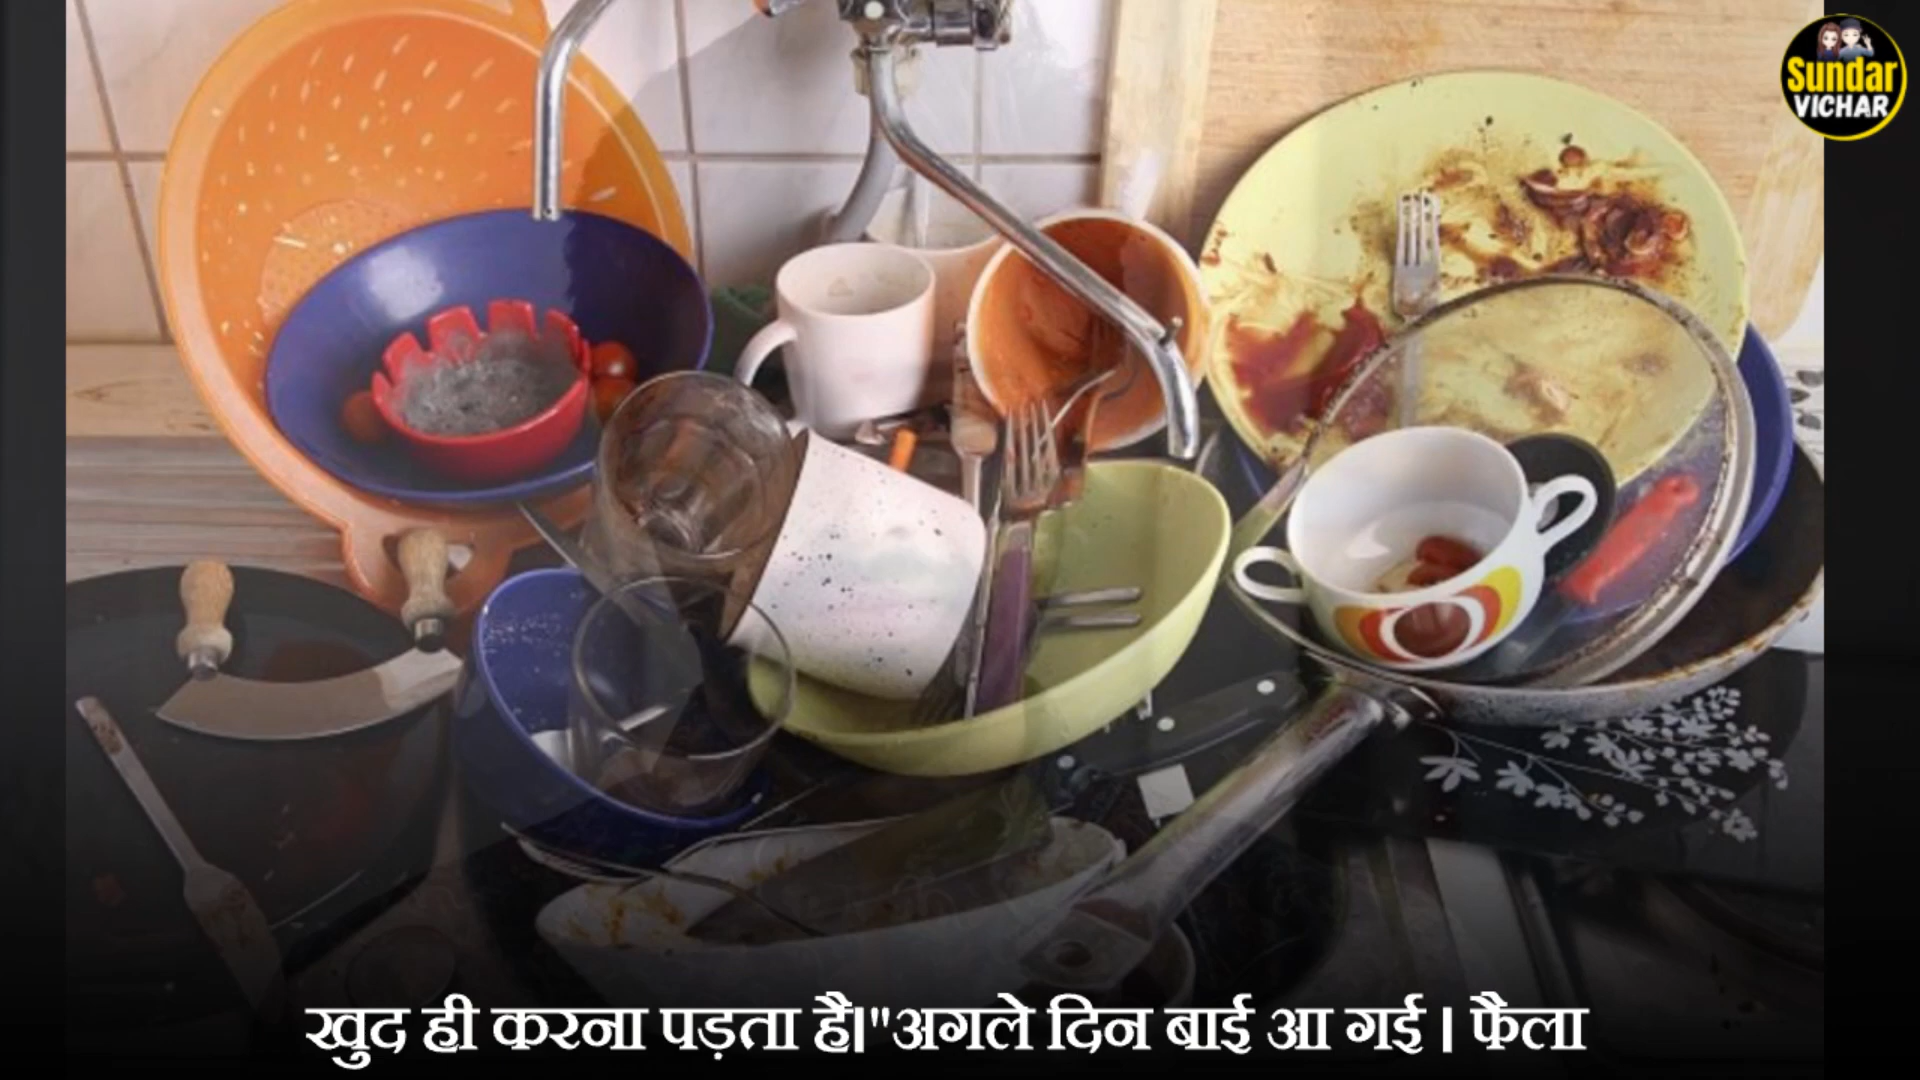 Sundar
VICHAR
खुद ही करना पड़ता है।"अगले दिन बाई आ गई । फैला